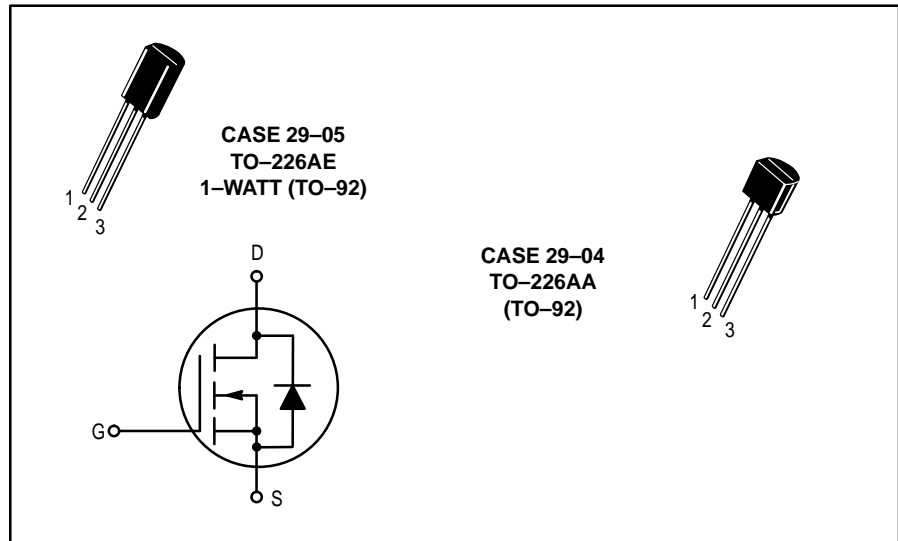 CASE 29–05
TO–226AE
1–WATT (TO–92)
1
2
3
D
G
S
CASE 29–04
TO–226AA
(TO–92)
1
2
3